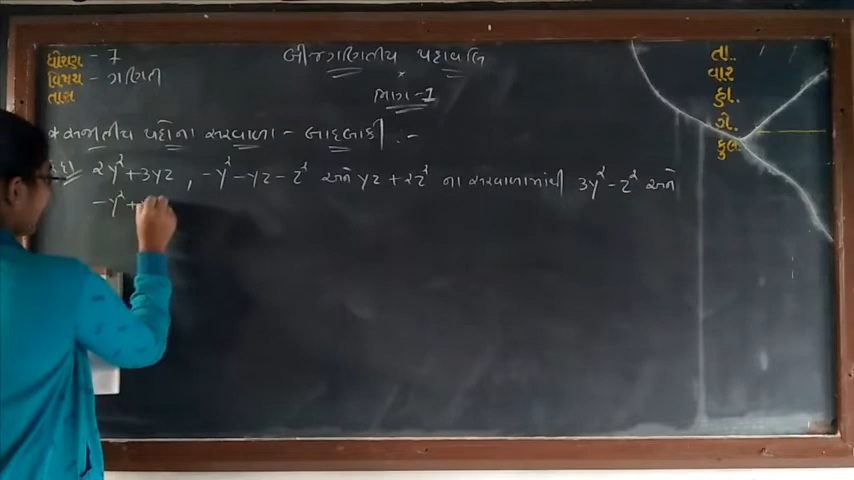 ધોરણ - 7
વિષય - ગણિત
તાસ
બીજગણિતીય પદાવલિ
ભાગ-1
તા..
વાર
હા..
ગે.
કુલ
* સજાતીય પદોના સરવાળા - બાદબાકી :-
2y² + 3yz , -y² - yz - z² અને yz + 2z² ના સરવાળામાંથી 3y² - z² અને
-y² +